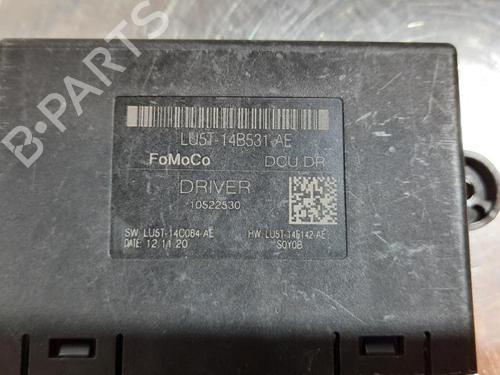 LU5T-14B531-AE
FoMoCo DCU DR
DRIVER
10522530
SW LU5T-14C064-AE HW LU5T-14F142-AE
DATE 12.11.20 SQY0B
B-PARTS